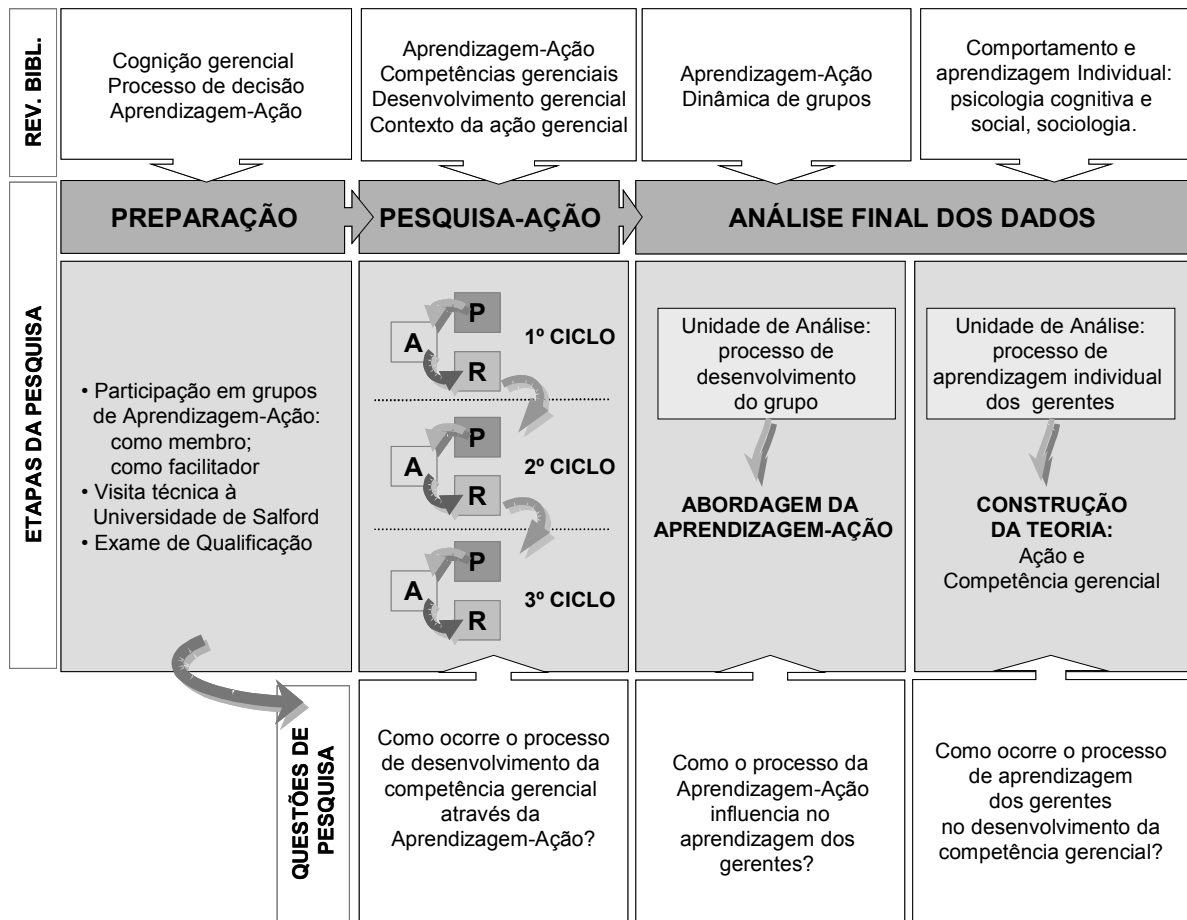 REV. BIBL.
Cognição gerencial
Processo de decisão
Aprendizagem-Ação
Aprendizagem-Ação
Competências gerenciais
Desenvolvimento gerencial
Contexto da ação gerencial
Aprendizagem-Ação
Dinâmica de grupos
Comportamento e
aprendizagem Individual:
psicologia cognitiva e
social, sociologia.
ETAPAS DA PESQUISA
PREPARAÇÃO
PESQUISA-AÇÃO
ANÁLISE FINAL DOS DADOS
• Participação em grupos
de Aprendizagem-Ação:
como membro;
como facilitador
• Visita técnica à
Universidade de Salford
• Exame de Qualificação
P
A
R
1º CICLO
P
A
R
2º CICLO
P
A
R
3º CICLO
Unidade de Análise:
processo de
desenvolvimento
do grupo
ABORDAGEM DA
APRENDIZAGEM-AÇÃO
Unidade de Análise:
processo de
aprendizagem individual
dos gerentes
CONSTRUÇÃO
DA TEORIA:
Ação e
Competência gerencial
QUESTÕES DE
PESQUISA
Como ocorre o processo
de desenvolvimento da
competência gerencial
através da
Aprendizagem-Ação?
Como o processo da
Aprendizagem-Ação
influencia no
aprendizagem dos
gerentes?
Como ocorre o processo
de aprendizagem
dos gerentes
no desenvolvimento da
competência gerencial?